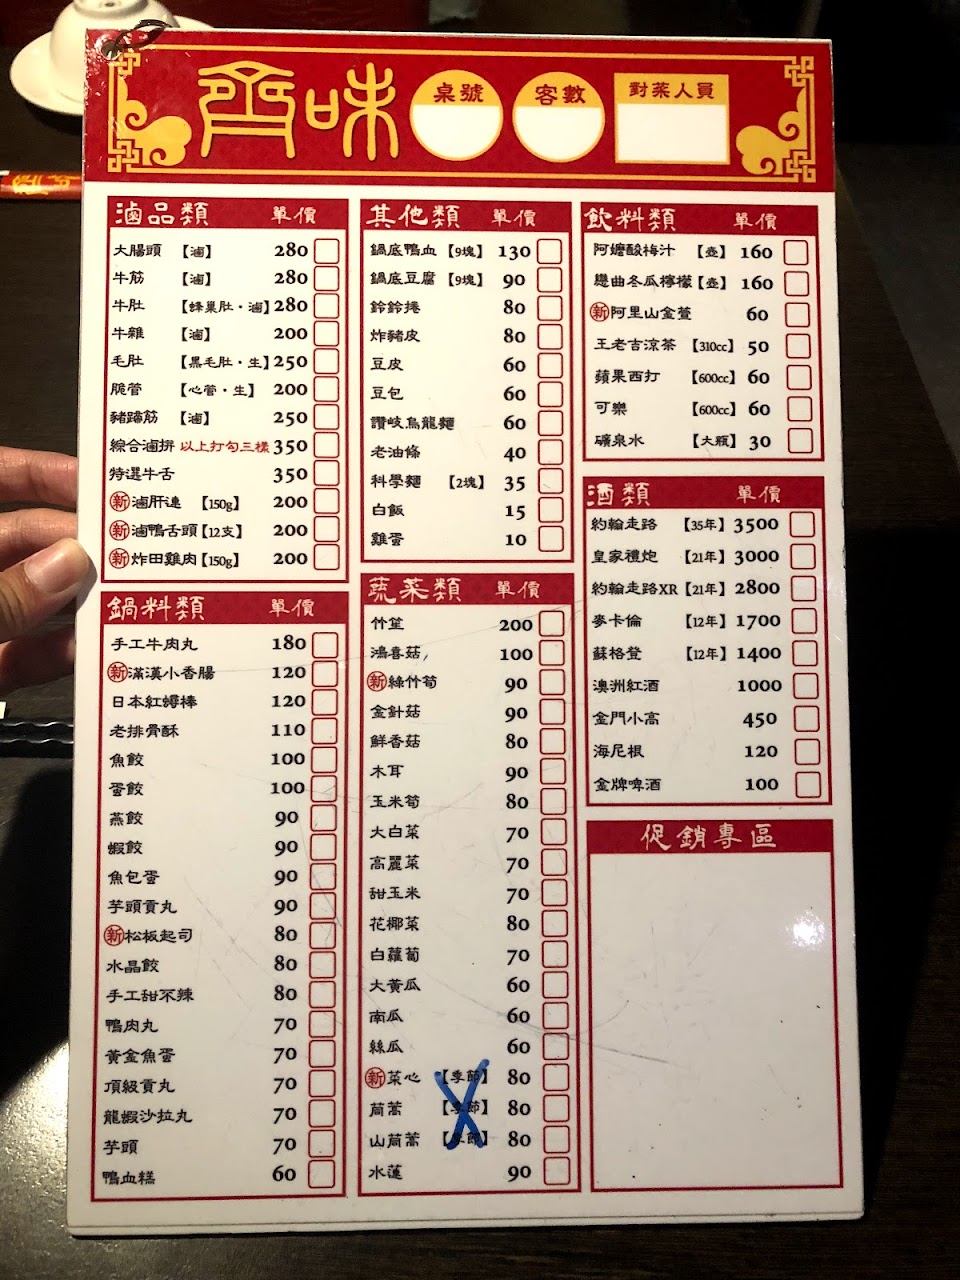 齊味
桌號
客數
對菜人員
滷品類 單價
大腸頭 【滷】 280
牛筋 【滷】 280
牛肚 【蜂巢肚・滷】 280
牛雜 【滷】 200
毛肚 【黑毛肚・生】 250
脆管 【心管・生】 200
豬蹄筋 【滷】 250
綜合滷拼 以上打勾三樣 350
特選牛舌 350
新 滷肝連 【150g】 200
新 滷鴨舌頭【12支】 200
新 炸田雞肉【150g】 200
鍋料類 單價
手工牛肉丸 180
新 滿漢小香腸 120
日本紅蟳棒 120
老排骨酥 110
魚餃 100
蛋餃 100
燕餃 90
蝦餃 90
魚包蛋 90
芋頭貢丸 90
新 松板起司 80
水晶餃 80
手工甜不辣 80
鴨肉丸 70
黃金魚蛋 70
頂級貢丸 70
龍蝦沙拉丸 70
芋頭 70
鴨血糕 60
其他類 單價
鍋底鴨血【9塊】 130
鍋底豆腐【9塊】 90
鈴鈴捲 80
炸豬皮 80
豆皮 60
豆包 60
讚岐烏龍麵 60
老油條 40
科學麵 【2塊】 35
白飯 15
雞蛋 10
蔬菜類 單價
竹笙 200
鴻喜菇 100
新 綠竹筍 90
金針菇 90
鮮香菇 80
木耳 90
玉米筍 80
大白菜 70
高麗菜 70
甜玉米 70
花椰菜 80
白蘿蔔 70
大黃瓜 60
南瓜 60
絲瓜 60
新 菜心 【季節】 80
茼蒿 【季節】 80
山茼蒿 【季節】 80
水蓮 90
飲料類 單價
阿嬤酸梅汁 【壺】 160
戀曲冬瓜檸檬【壺】 160
新 阿里山金萱 60
王老吉涼茶 【310cc】 50
蘋果西打 【600cc】 60
可樂 【600cc】 60
礦泉水 【大瓶】 30
酒類 單價
約翰走路 【35年】 3500
皇家禮炮 【21年】 3000
約翰走路XR【21年】 2800
麥卡倫 【12年】 1700
蘇格登 【12年】 1400
澳洲紅酒 1000
金門小高 450
海尼根 120
金牌啤酒 100
促銷專區